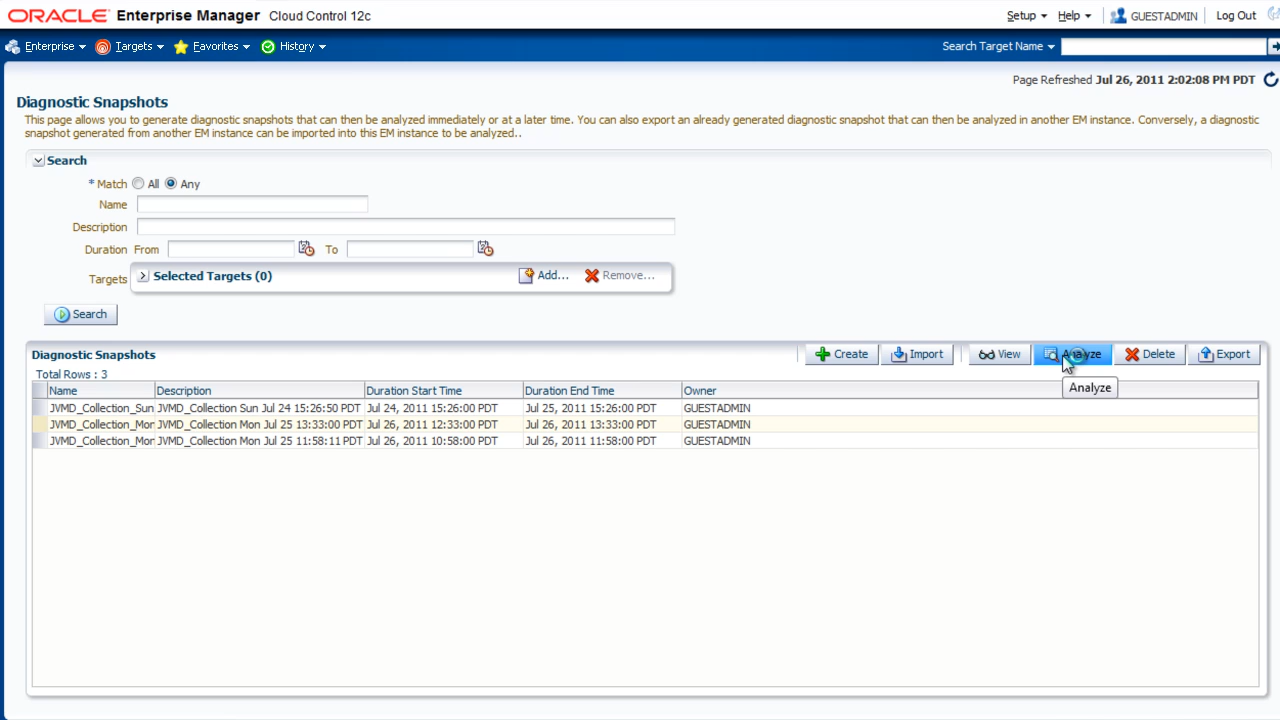 ORACLE Enterprise Manager Cloud Control 12c
Setup Help GUESTADMIN Log Out
Enterprise Targets Favorites History Search Target Name
Page Refreshed Jul 26, 2011 2:02:08 PM PDT
Diagnostic Snapshots
This page allows you to generate diagnostic snapshots that can then be analyzed immediately or at a later time. You can also export an already generated diagnostic snapshot that can then be analyzed in another EM instance. Conversely, a diagnostic
snapshot generated from another EM instance can be imported into this EM instance to be analyzed..
Search
* Match All Any
Name
Description
Duration From To
Targets Selected Targets (0) Add... Remove...
Search
Diagnostic Snapshots Create Import View Analyze Delete Export
Total Rows : 3
Analyze
Name Description Duration Start Time Duration End Time Owner
JVMD_Collection_Sun JVMD_Collection Sun Jul 24 15:26:50 PDT Jul 24, 2011 15:26:00 PDT Jul 25, 2011 15:26:00 PDT GUESTADMIN
JVMD_Collection_Mon JVMD_Collection Mon Jul 25 13:33:00 PDT Jul 26, 2011 12:33:00 PDT Jul 26, 2011 13:33:00 PDT GUESTADMIN
JVMD_Collection_Mon JVMD_Collection Mon Jul 25 11:58:11 PDT Jul 26, 2011 10:58:00 PDT Jul 26, 2011 11:58:00 PDT GUESTADMIN